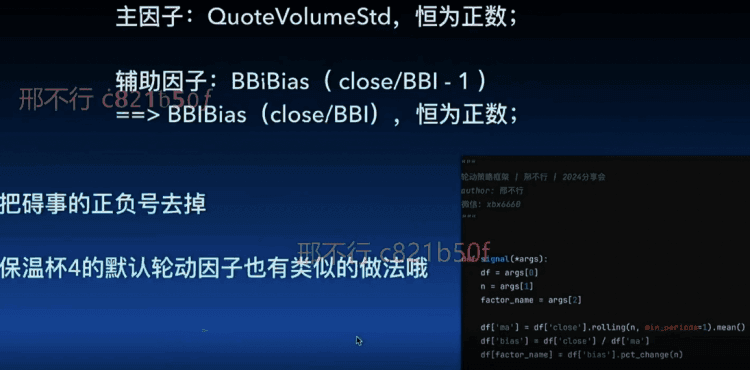 主因子：QuoteVolumeStd，恒为正数；
辅助因子：BBiBias（ close/BBI - 1 ）
==> BBIBias（close/BBI），恒为正数；
邢不行 c821b50f
把碍事的正负号去掉
保温杯4的默认轮动因子也有类似的做法哦
邢不行 c821b50f
"""
轮动策略框架 | 邢不行 | 2024分享会
author: 邢不行
微信: xbx6660
"""
def signal(*args):
df = args[0]
n = args[1]
factor_name = args[2]
df['ma'] = df['close'].rolling(n, min_periods=1).mean()
df['bias'] = df['close'] / df['ma']
df[factor_name] = df['bias'].pct_change(n)